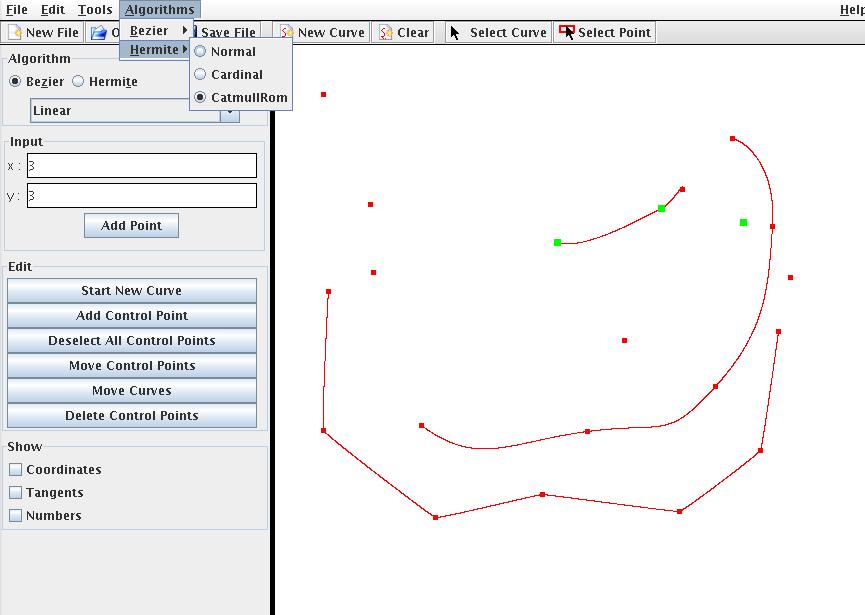 File Edit Tools Algorithms Help
New File O Save File New Curve Clear Select Curve Select Point
Bezier
Hermite
Normal
Cardinal
CatmullRom
Algorithm
Bezier Hermite
Linear
Input
x : 3
y : 3
Add Point
Edit
Start New Curve
Add Control Point
Deselect All Control Points
Move Control Points
Move Curves
Delete Control Points
Show
Coordinates
Tangents
Numbers